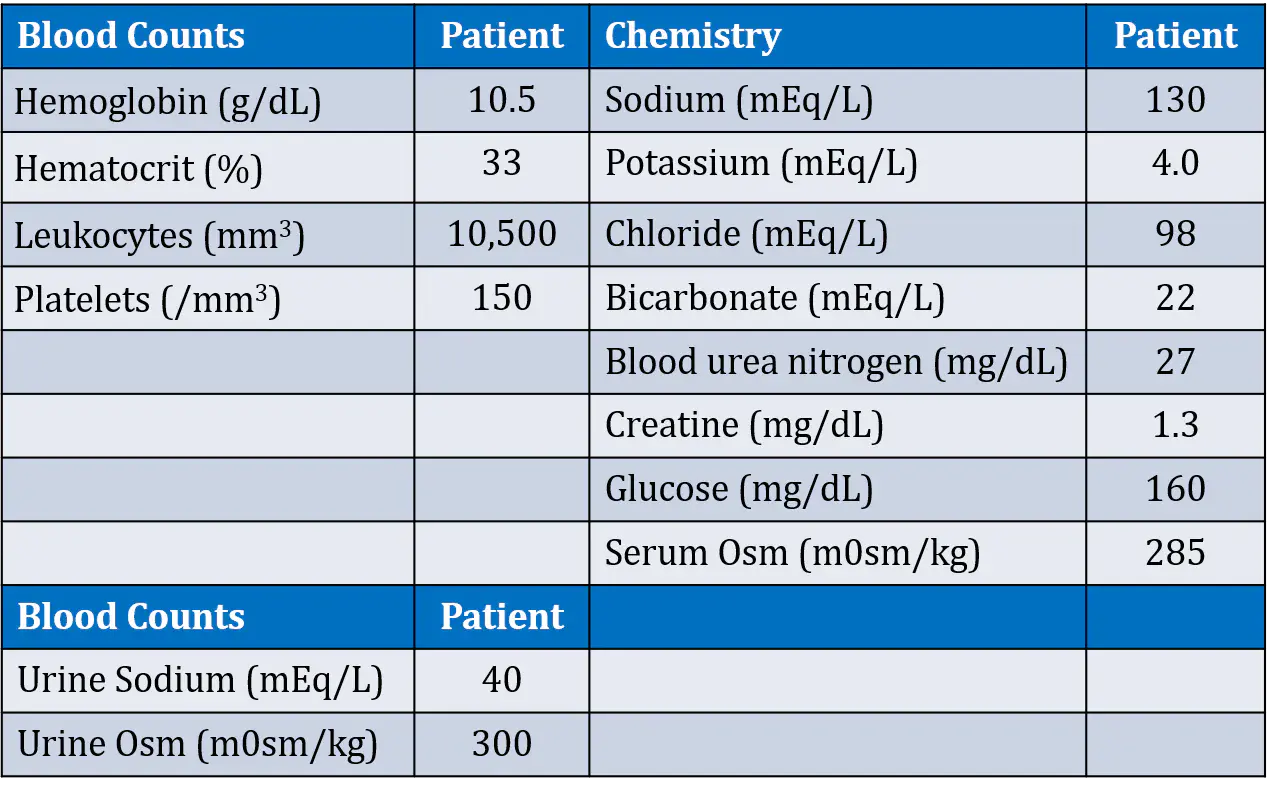 Blood Counts Patient Chemistry Patient
Hemoglobin (g/dL) 10.5 Sodium (mEq/L) 130
Hematocrit (%) 33 Potassium (mEq/L) 4.0
Leukocytes (mm³) 10,500 Chloride (mEq/L) 98
Platelets (/mm³) 150 Bicarbonate (mEq/L) 22
Blood urea nitrogen (mg/dL) 27
Creatine (mg/dL) 1.3
Glucose (mg/dL) 160
Serum Osm (m0sm/kg) 285
Blood Counts Patient
Urine Sodium (mEq/L) 40
Urine Osm (m0sm/kg) 300